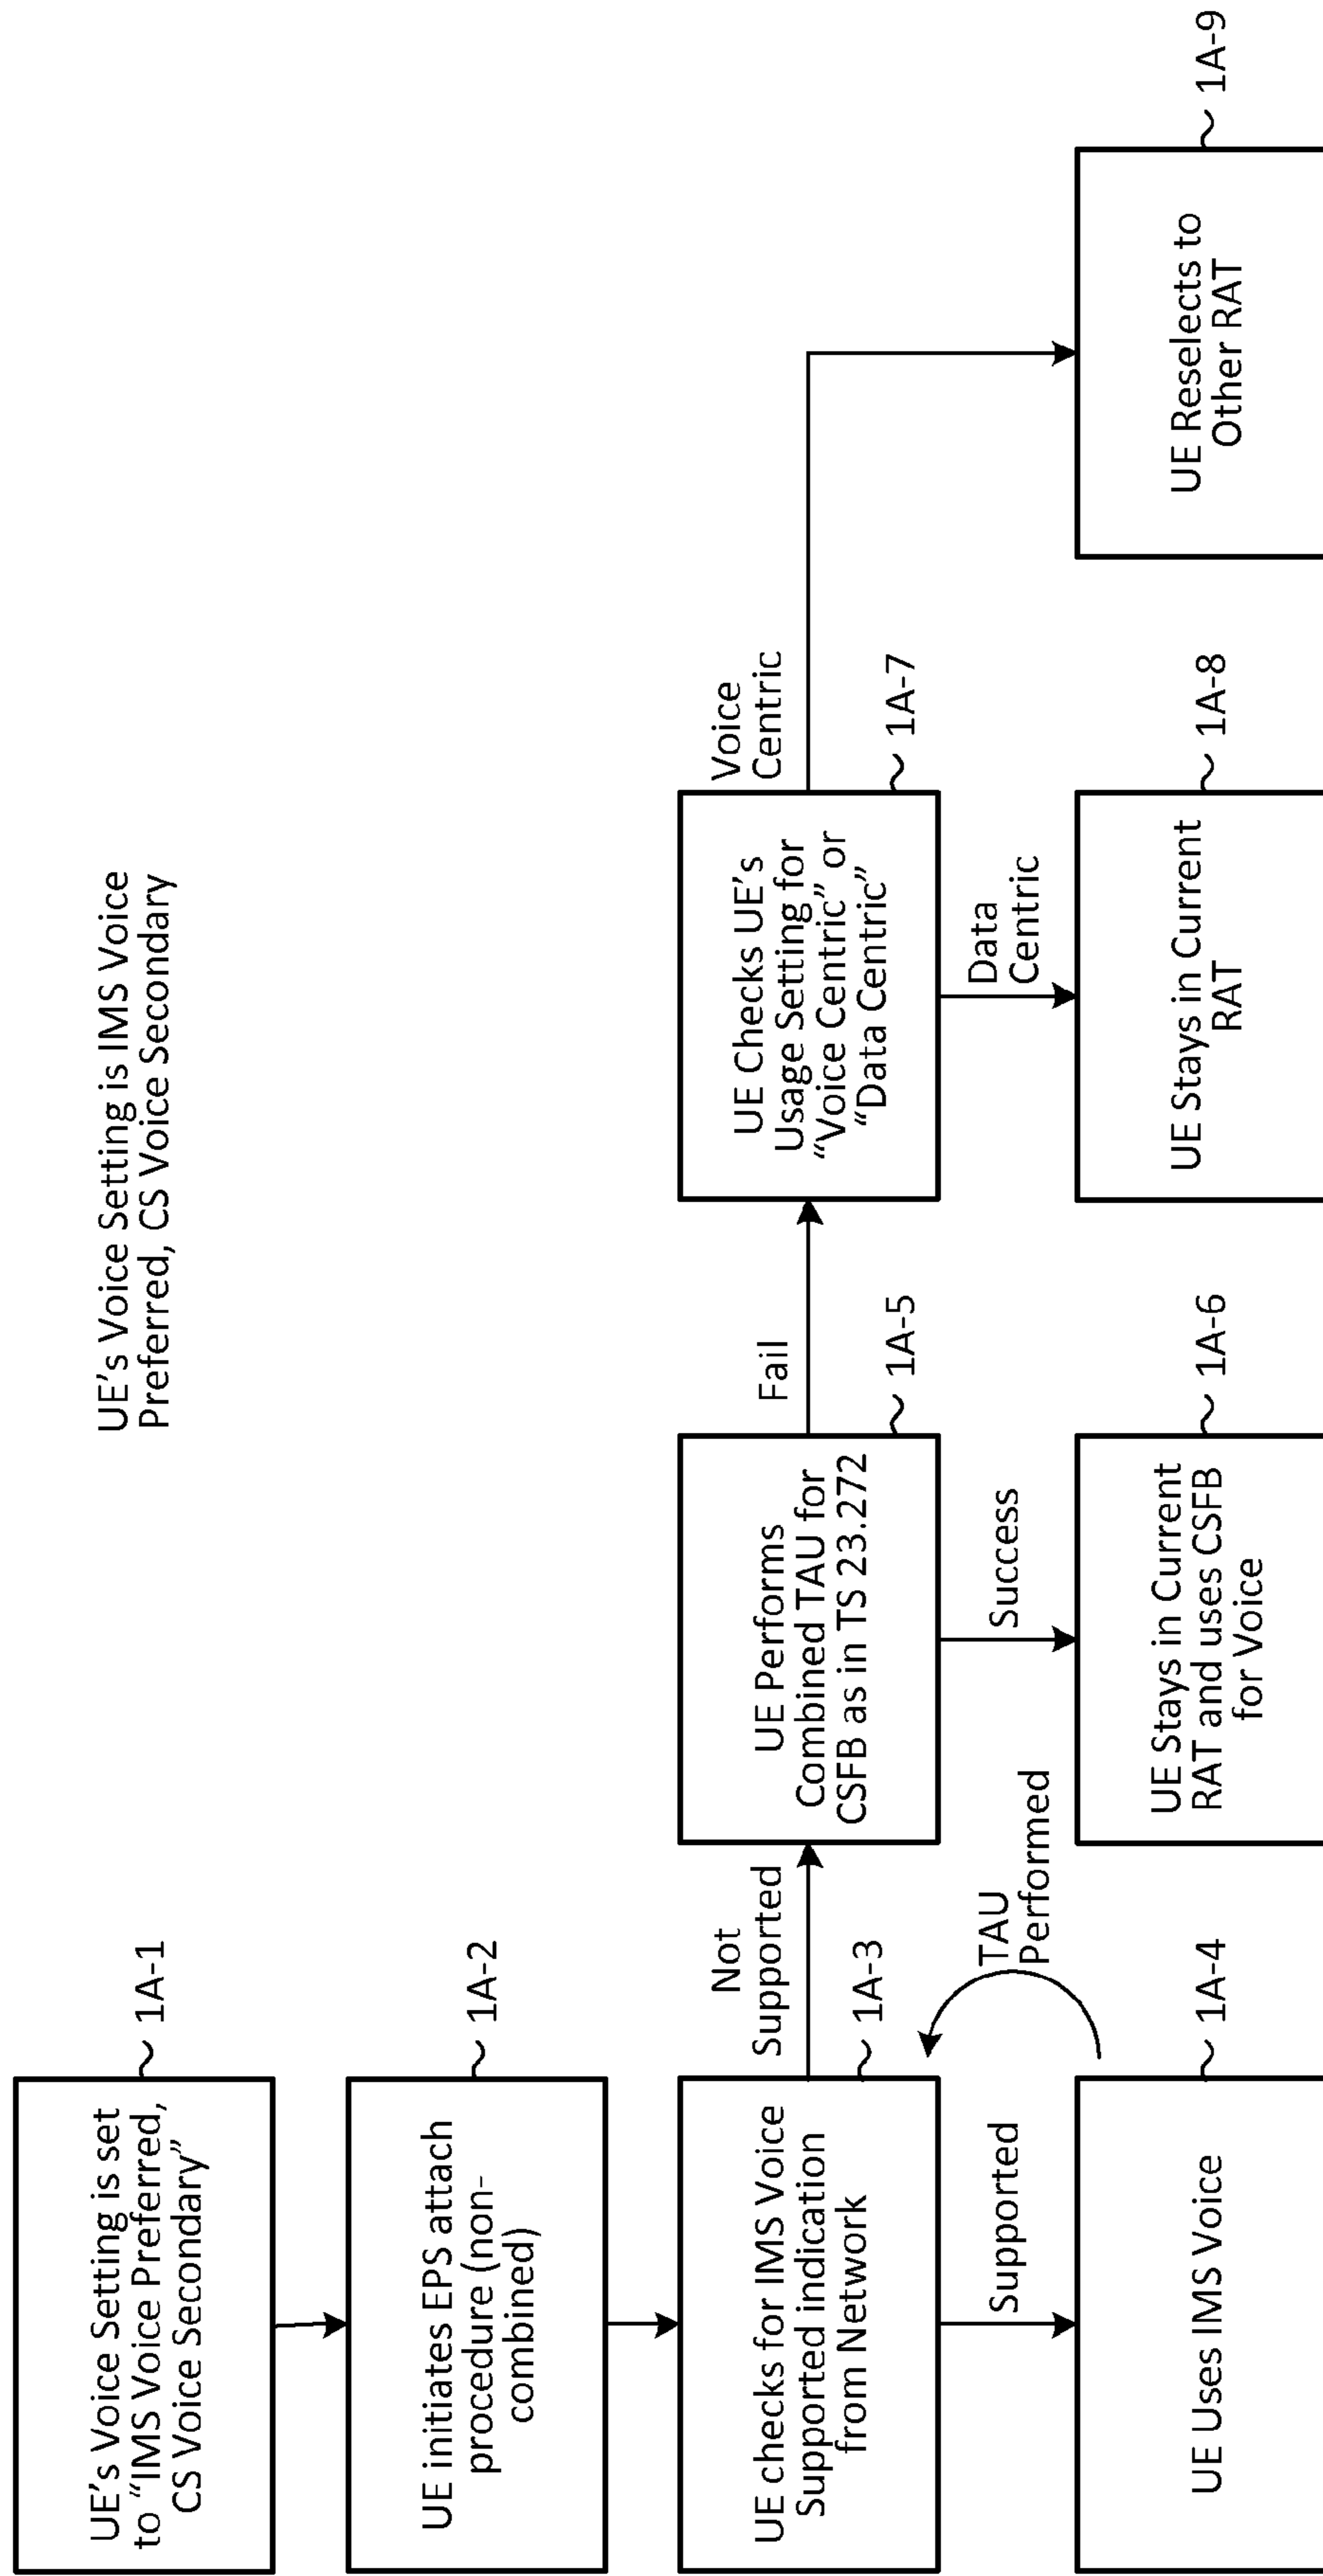 UE's Voice Setting is IMS Voice
Preferred, CS Voice Secondary
UE's Voice Setting is set
to “IMS Voice Preferred,
CS Voice Secondary”
1A-1
UE initiates EPS attach
procedure (non-
combined)
1A-2
UE checks for IMS Voice
Supported indication
from Network
1A-3
Not
Supported
Supported
TAU
Performed
UE Uses IMS Voice
1A-4
UE Performs
Combined TAU for
CSFB as in TS 23.272
1A-5
Fail
Success
UE Stays in Current
RAT and uses CSFB
for Voice
1A-6
UE Checks UE's
Usage Setting for
“Voice Centric” or
“Data Centric”
1A-7
Voice
Centric
Data
Centric
UE Stays in Current
RAT
1A-8
UE Reselects to
Other RAT
1A-9